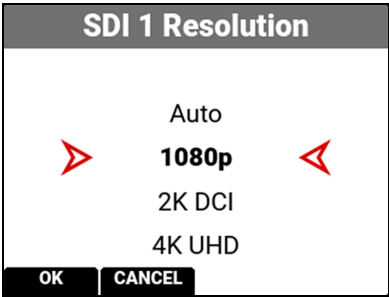 SDI 1 Resolution
Auto
1080p
2K DCI
4K UHD
OK CANCEL